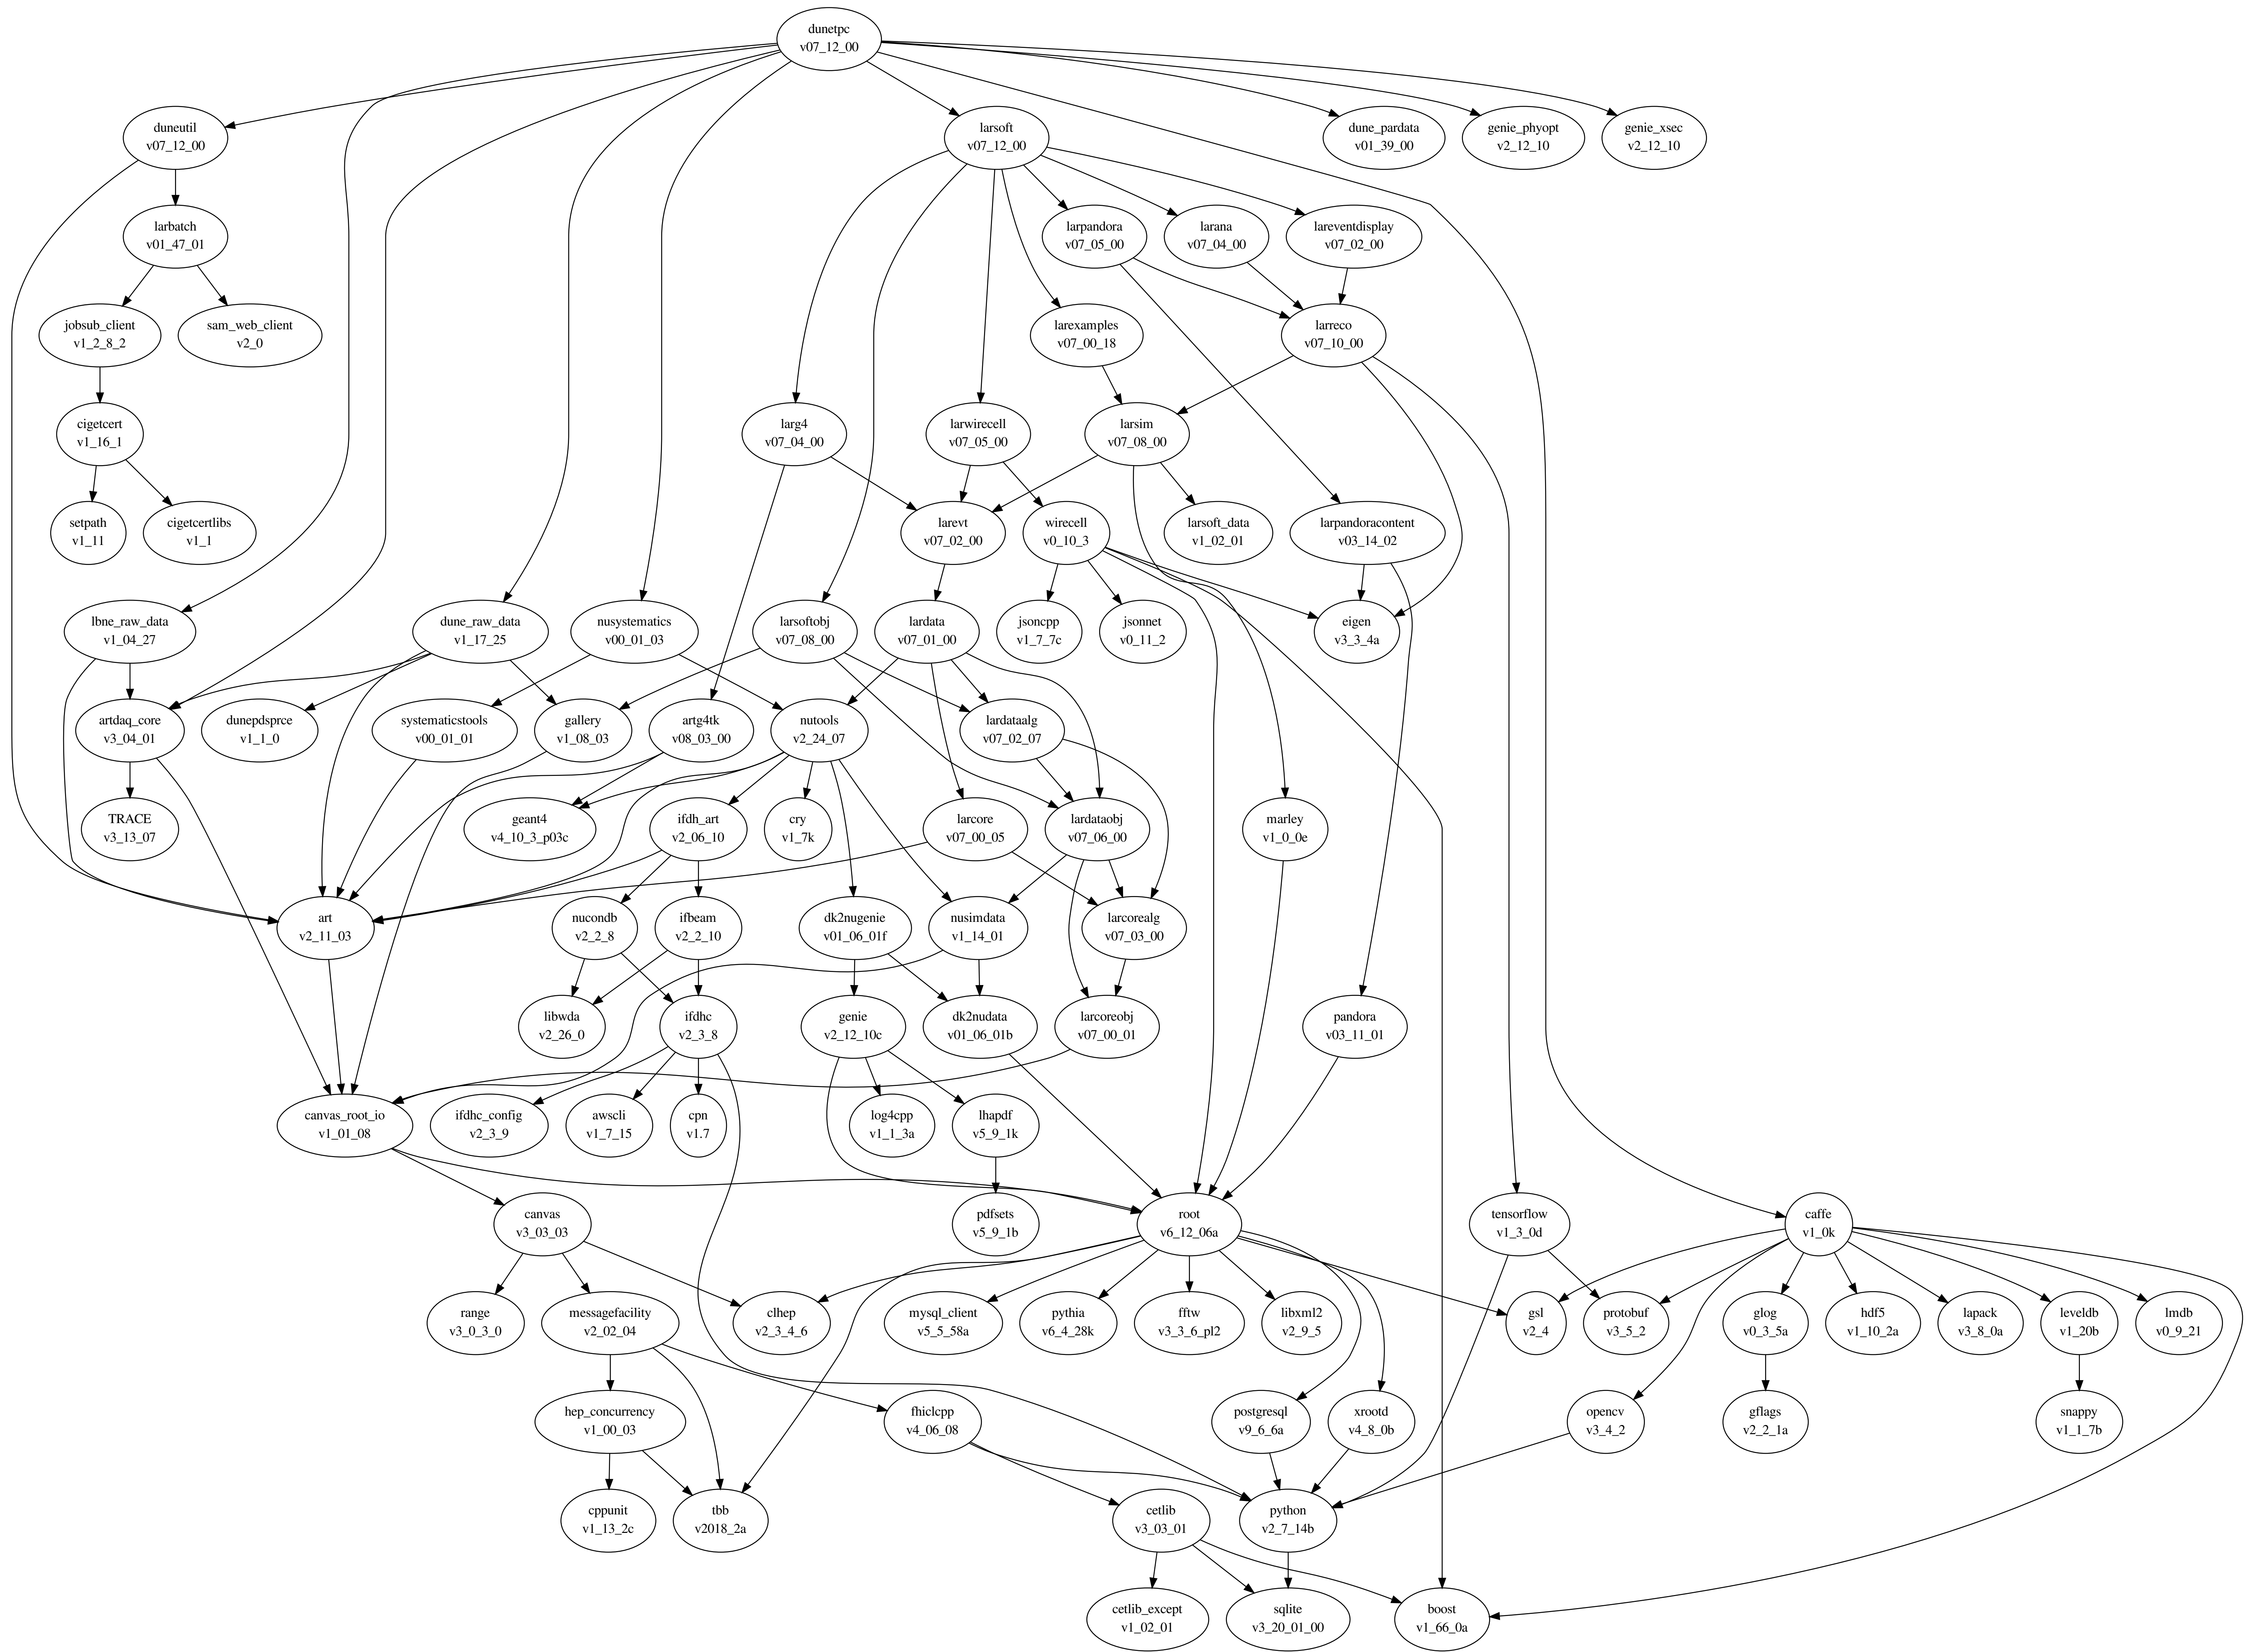 dunetpc
v07_12_00
duneutil
v07_12_00
larsoft
v07_12_00
dune_pardata
v01_39_00
genie_phyopt
v2_12_10
genie_xsec
v2_12_10
larbatch
v01_47_01
larpandora
v07_05_00
larana
v07_04_00
lareventdisplay
v07_02_00
jobsub_client
v1_2_8_2
sam_web_client
v2_0
larexamples
v07_00_18
larreco
v07_10_00
cigetcert
v1_16_1
larg4
v07_04_00
larwirecell
v07_05_00
larsim
v07_08_00
setpath
v1_11
cigetcertlibs
v1_1
larevt
v07_02_00
wirecell
v0_10_3
larsoft_data
v1_02_01
larpandoracontent
v03_14_02
lbne_raw_data
v1_04_27
dune_raw_data
v1_17_25
nusystematics
v00_01_03
larsoftobj
v07_08_00
lardata
v07_01_00
jsoncpp
v1_7_7c
jsonnet
v0_11_2
eigen
v3_3_4a
artdaq_core
v3_04_01
dunepdsprce
v1_1_0
systematicstools
v00_01_01
gallery
v1_08_03
artg4tk
v08_03_00
nutools
v2_24_07
lardataalg
v07_02_07
TRACE
v3_13_07
geant4
v4_10_3_p03c
ifdh_art
v2_06_10
cry
v1_7k
larcore
v07_00_05
lardataobj
v07_06_00
marley
v1_0_0e
art
v2_11_03
nucondb
v2_2_8
ifbeam
v2_2_10
dk2nugenie
v01_06_01f
nusimdata
v1_14_01
larcorealg
v07_03_00
libwda
v2_26_0
ifdhc
v2_3_8
genie
v2_12_10c
dk2nudata
v01_06_01b
larcoreobj
v07_00_01
pandora
v03_11_01
canvas_root_io
v1_01_08
ifdhc_config
v2_3_9
awscli
v1_7_15
cpn
v1.7
log4cpp
v1_1_3a
lhapdf
v5_9_1k
canvas
v3_03_03
pdfsets
v5_9_1b
root
v6_12_06a
tensorflow
v1_3_0d
caffe
v1_0k
range
v3_0_3_0
messagefacility
v2_02_04
clhep
v2_3_4_6
mysql_client
v5_5_58a
pythia
v6_4_28k
fftw
v3_3_6_pl2
libxml2
v2_9_5
gsl
v2_4
protobuf
v3_5_2
glog
v0_3_5a
hdf5
v1_10_2a
lapack
v3_8_0a
leveldb
v1_20b
lmdb
v0_9_21
hep_concurrency
v1_00_03
fhiclcpp
v4_06_08
postgresql
v9_6_6a
xrootd
v4_8_0b
opencv
v3_4_2
gflags
v2_2_1a
snappy
v1_1_7b
cppunit
v1_13_2c
tbb
v2018_2a
cetlib
v3_03_01
python
v2_7_14b
cetlib_except
v1_02_01
sqlite
v3_20_01_00
boost
v1_66_0a